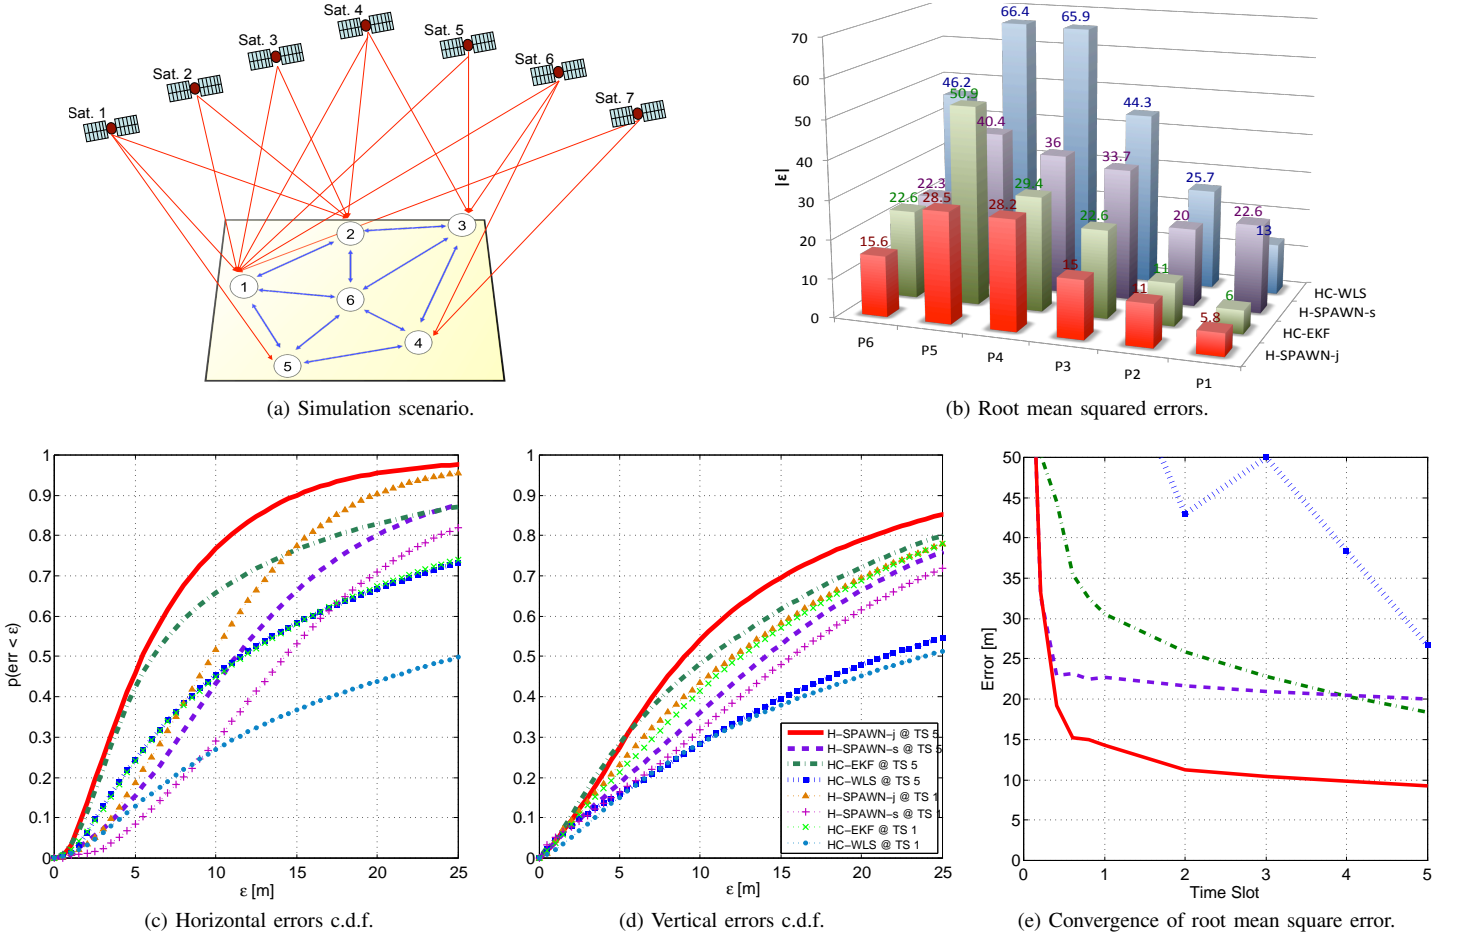 Sat. 1
Sat. 2
Sat. 3
Sat. 4
Sat. 5
Sat. 6
Sat. 7
1
2
3
4
5
6
(a) Simulation scenario.
|ε|
70
60
50
40
30
20
10
0
46.2
66.4
65.9
44.3
25.7
13
22.3
40.4
36
33.7
20
22.6
22.6
50.9
29.4
22.6
11
6
15.6
28.5
28.2
15
11
5.8
P6
P5
P4
P3
P2
P1
HC-WLS
H-SPAWN-s
HC-EKF
H-SPAWN-j
(b) Root mean squared errors.
p(err < ε)
1
0.9
0.8
0.7
0.6
0.5
0.4
0.3
0.2
0.1
0
0 5 10 15 20 25
ε [m]
(c) Horizontal errors c.d.f.
1
0.9
0.8
0.7
0.6
0.5
0.4
0.3
0.2
0.1
0
0 5 10 15 20 25
ε [m]
H−SPAWN−j @ TS 5
H−SPAWN−s @ TS 5
HC−EKF @ TS 5
HC−WLS @ TS 5
H−SPAWN−j @ TS 1
H−SPAWN−s @ TS 1
HC−EKF @ TS 1
HC−WLS @ TS 1
(d) Vertical errors c.d.f.
Error [m]
50
45
40
35
30
25
20
15
10
5
0
0 1 2 3 4 5
Time Slot
(e) Convergence of root mean square error.